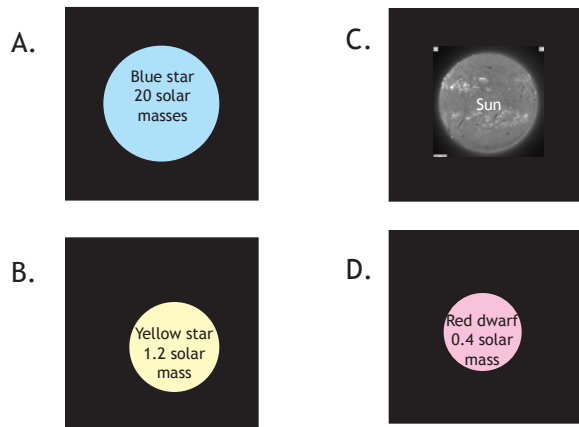 A.
Blue star
20 solar
masses
B.
Yellow star
1.2 solar
mass
C.
Sun
D.
Red dwarf
0.4 solar
mass